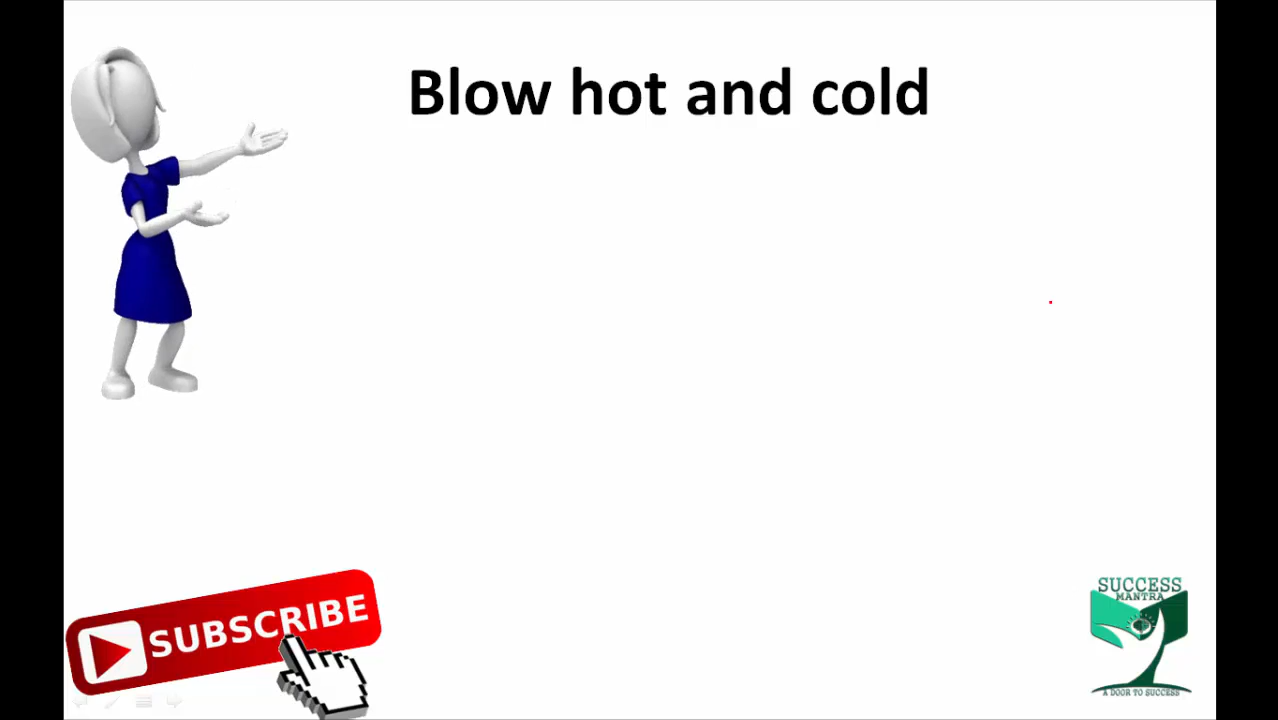 Blow hot and cold
SUBSCRIBE
SUCCESS
MANTRA
A DOOR TO SUCCESS